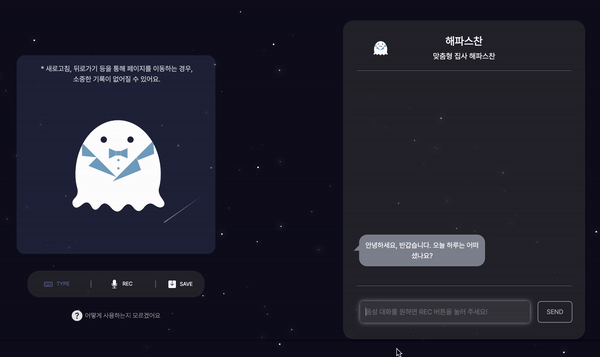 * 새로고침, 뒤로가기 등을 통해 페이지를 이동하는 경우,
소중한 기록이 없어질 수 있어요.
TYPE | REC | SAVE
? 어떻게 사용하는지 모르겠어요
해파스찬
맞춤형 집사 해파스찬
안녕하세요, 반갑습니다. 오늘 하루는 어떠
셨나요?
음성 대화를 원하면 REC 버튼을 눌러 주세요!
SEND